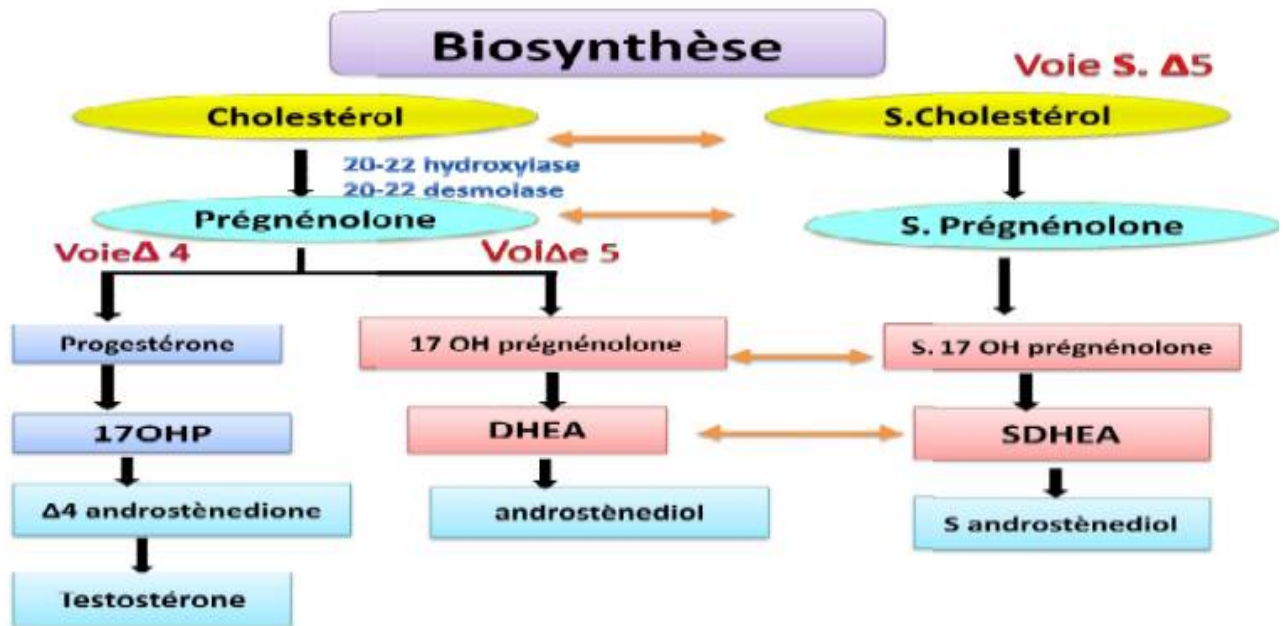 Biosynthèse
Voie S. Δ5
Cholestérol
S.Cholestérol
20-22 hydroxylase
20-22 desmolase
Prégnénolone
S. Prégnénolone
VoieΔ 4
VoiΔe 5
Progestérone
17 OH prégnénolone
S. 17 OH prégnénolone
17OHP
DHEA
SDHEA
Δ4 androstènedione
androstènediol
S androstènediol
Testostérone